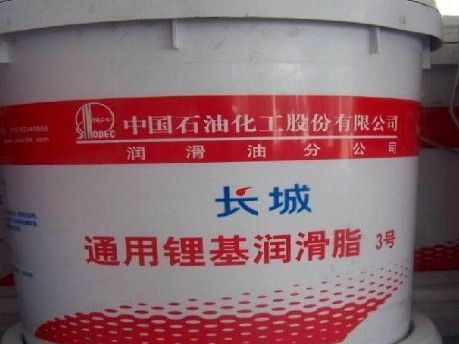 SINOPEC
中国石油化工股份有限公司
润滑油分公司
长城
通用锂基润滑脂 3号